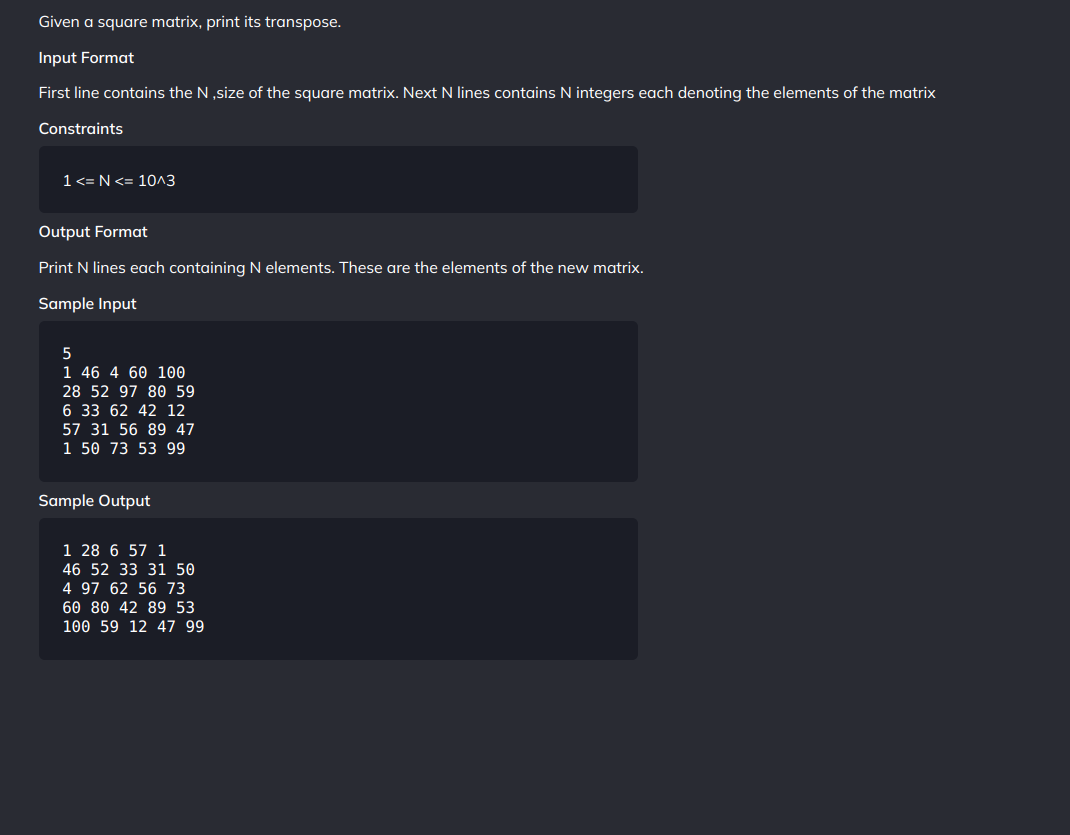 Given a square matrix, print its transpose.
Input Format
First line contains the N ,size of the square matrix. Next N lines contains N integers each denoting the elements of the matrix
Constraints
1 <= N <= 10^3
Output Format
Print N lines each containing N elements. These are the elements of the new matrix.
Sample Input
5
1 46 4 60 100
28 52 97 80 59
6 33 62 42 12
57 31 56 89 47
1 50 73 53 99
Sample Output
1 28 6 57 1
46 52 33 31 50
4 97 62 56 73
60 80 42 89 53
100 59 12 47 99